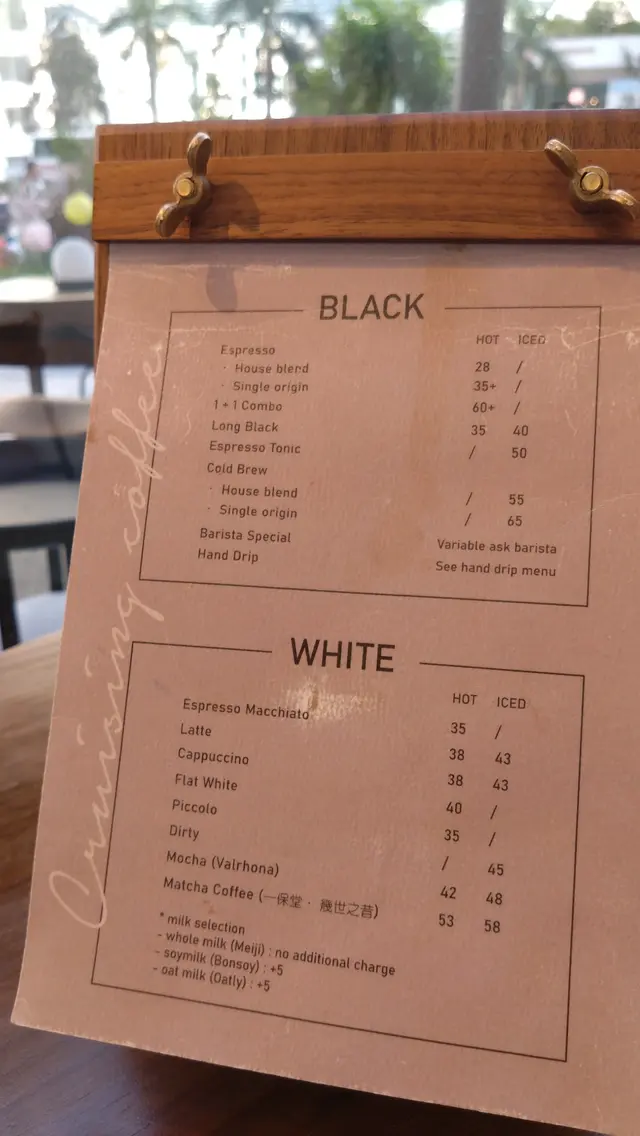 Cruising coffee
BLACK
HOT ICED
Espresso
· House blend 28 /
· Single origin 35+ /
1 + 1 Combo 60+ /
Long Black 35 40
Espresso Tonic / 50
Cold Brew
· House blend / 55
· Single origin / 65
Barista Special Variable ask barista
Hand Drip See hand drip menu
WHITE
HOT ICED
Espresso Macchiato 35 /
Latte 38 43
Cappuccino 38 43
Flat White 40 /
Piccolo 35 /
Dirty / 45
Mocha (Valrhona) 42 48
Matcha Coffee (一保堂 · 幾世之昔) 53 58
* milk selection
- whole milk (Meiji) : no additional charge
- soymilk (Bonsoy) : +5
- oat milk (Oatly) : +5